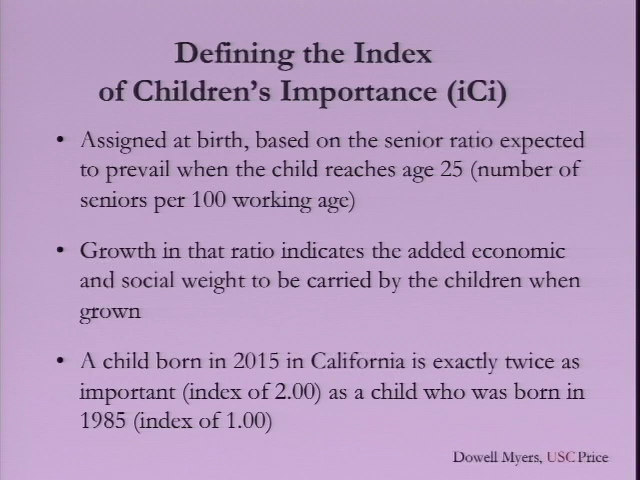 Defining the Index
of Children's Importance (iCi)
• Assigned at birth, based on the senior ratio expected
to prevail when the child reaches age 25 (number of
seniors per 100 working age)
• Growth in that ratio indicates the added economic
and social weight to be carried by the children when
grown
• A child born in 2015 in California is exactly twice as
important (index of 2.00) as a child who was born in
1985 (index of 1.00)
Dowell Myers, USC Price